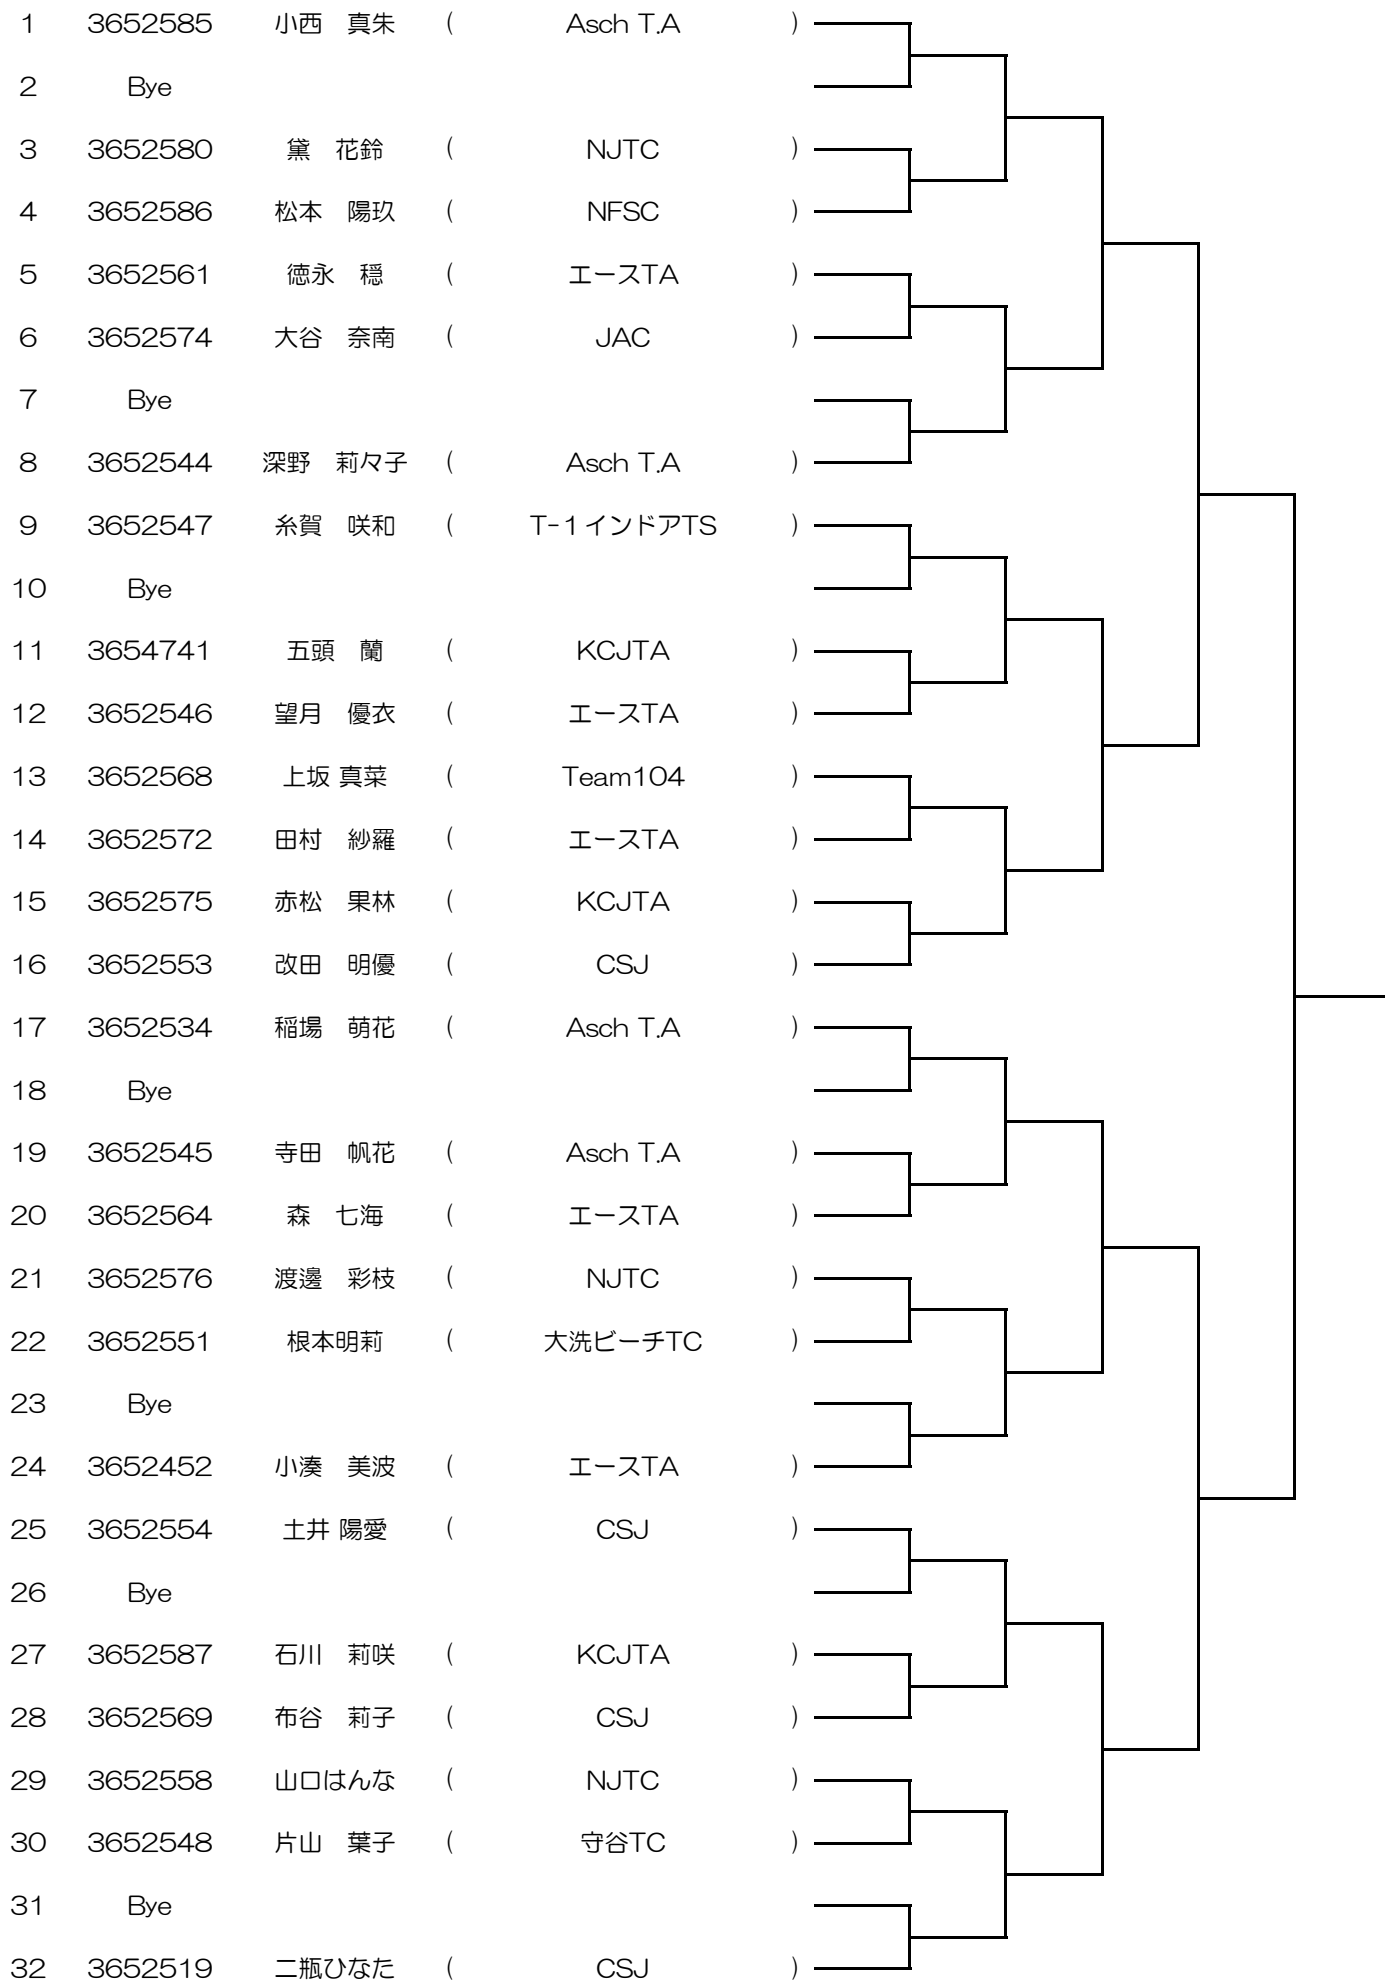 1 3652585 小西　真朱 ( Asch T.A )
2 Bye
3 3652580 黛　花鈴 ( NJTC )
4 3652586 松本　陽玖 ( NFSC )
5 3652561 徳永　穏 ( エースTA )
6 3652574 大谷　奈南 ( JAC )
7 Bye
8 3652544 深野　莉々子 ( Asch T.A )
9 3652547 糸賀　咲和 ( T-1インドアTS )
10 Bye
11 3654741 五頭　蘭 ( KCJTA )
12 3652546 望月　優衣 ( エースTA )
13 3652568 上坂 真菜 ( Team104 )
14 3652572 田村　紗羅 ( エースTA )
15 3652575 赤松　果林 ( KCJTA )
16 3652553 改田　明優 ( CSJ )
17 3652534 稲場　萌花 ( Asch T.A )
18 Bye
19 3652545 寺田　帆花 ( Asch T.A )
20 3652564 森　七海 ( エースTA )
21 3652576 渡邊　彩枝 ( NJTC )
22 3652551 根本明莉 ( 大洗ビーチTC )
23 Bye
24 3652452 小湊　美波 ( エースTA )
25 3652554 土井 陽愛 ( CSJ )
26 Bye
27 3652587 石川　莉咲 ( KCJTA )
28 3652569 布谷　莉子 ( CSJ )
29 3652558 山口はんな ( NJTC )
30 3652548 片山　葉子 ( 守谷TC )
31 Bye
32 3652519 二瓶ひなた ( CSJ )